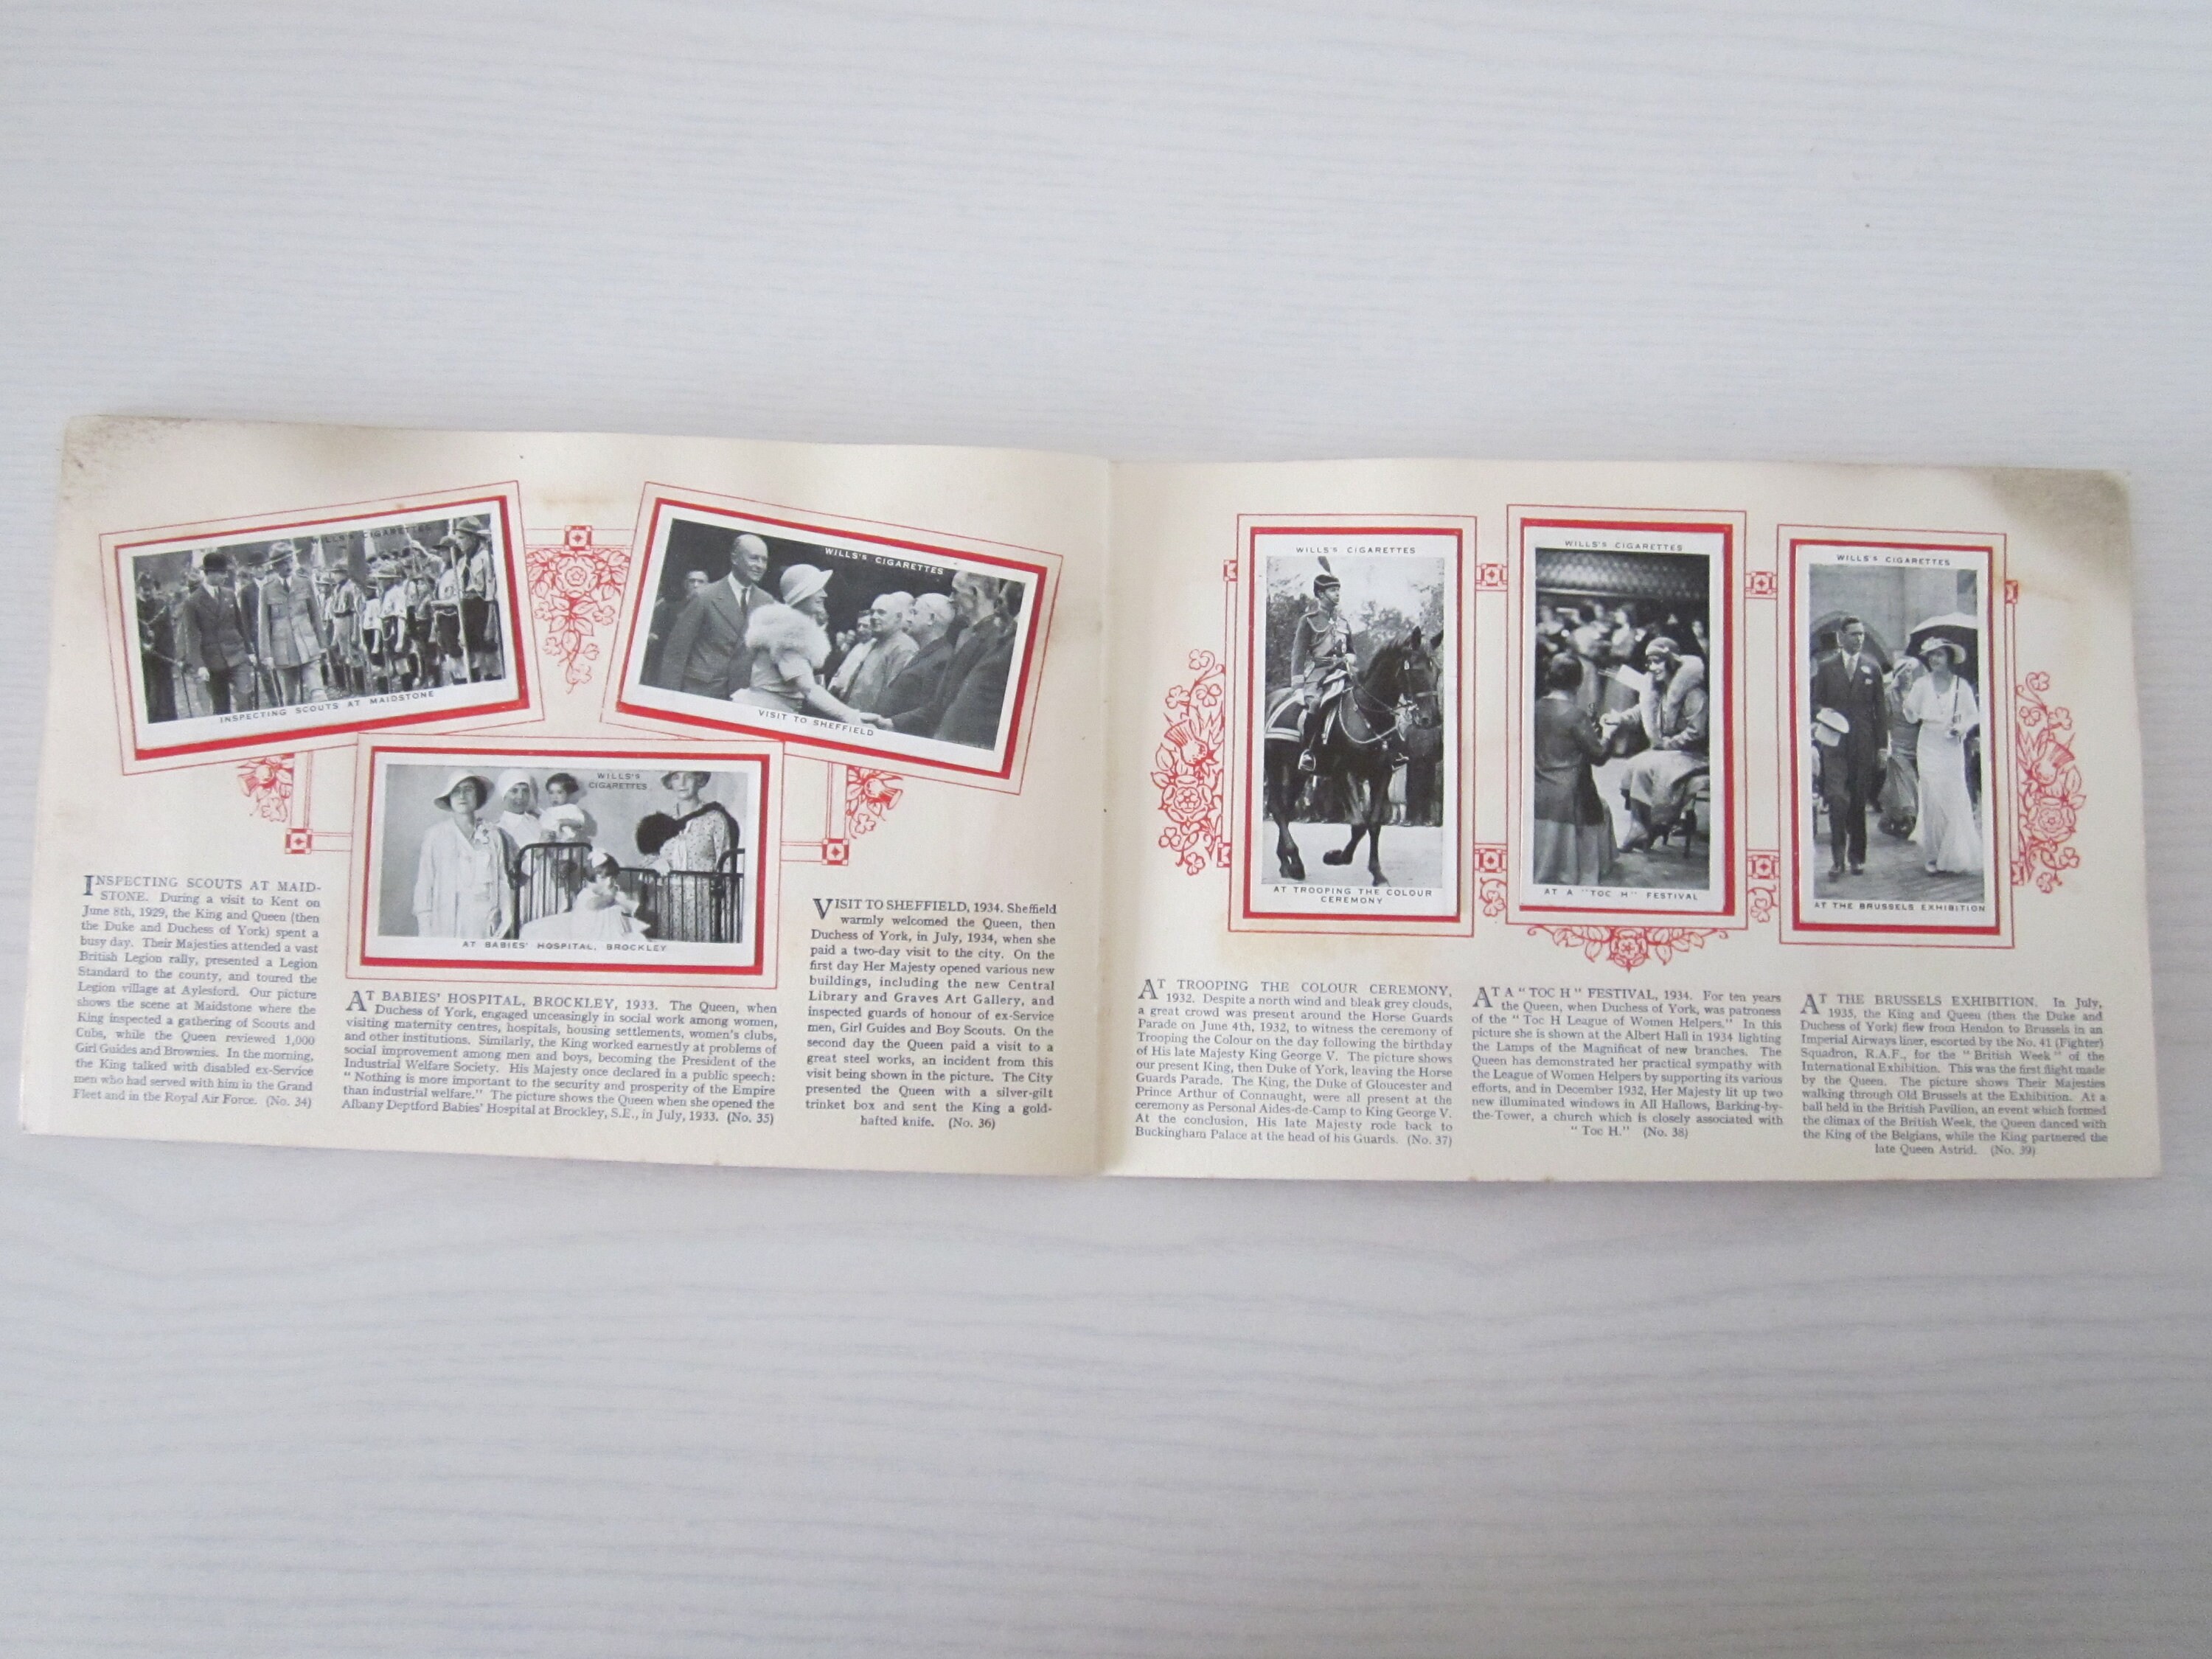 WILLS'S CIGARETTES
INSPECTING SCOUTS AT MAIDSTONE
WILLS'S CIGARETTES
VISIT TO SHEFFIELD
WILLS'S
CIGARETTES
AT BABIES' HOSPITAL, BROCKLEY
INSPECTING SCOUTS AT MAID-
STONE. During a visit to Kent on
June 8th, 1929, the King and Queen (then
the Duke and Duchess of York) spent a
busy day. Their Majesties attended a vast
British Legion rally, presented a Legion
Standard to the county, and toured the
Legion village at Aylesford. Our picture
shows the scene at Maidstone where the
King inspected a gathering of Scouts and
Cubs, while the Queen reviewed 1,000
Girl Guides and Brownies. In the morning,
the King talked with disabled ex-Service
men who had served with him in the Grand
Fleet and in the Royal Air Force. (No. 34)
AT BABIES' HOSPITAL, BROCKLEY, 1933. The Queen, when
Duchess of York, engaged unceasingly in social work among women,
visiting maternity centres, hospitals, housing settlements, women's clubs,
and other institutions. Similarly, the King worked earnestly at problems of
social improvement among men and boys, becoming the President of the
Industrial Welfare Society. His Majesty once declared in a public speech:
" Nothing is more important to the security and prosperity of the Empire
than industrial welfare." The picture shows the Queen when she opened the
Albany Deptford Babies' Hospital at Brockley, S.E., in July, 1933. (No. 35)
VISIT TO SHEFFIELD, 1934. Sheffield
warmly welcomed the Queen, then
Duchess of York, in July, 1934, when she
paid a two-day visit to the city. On the
first day Her Majesty opened various new
buildings, including the new Central
Library and Graves Art Gallery, and
inspected guards of honour of ex-Service
men, Girl Guides and Boy Scouts. On the
second day the Queen paid a visit to a
great steel works, an incident from this
visit being shown in the picture. The City
presented the Queen with a silver-gilt
trinket box and sent the King a gold-
hafted knife. (No. 36)
WILLS'S CIGARETTES
AT TROOPING THE COLOUR
CEREMONY
WILLS'S CIGARETTES
AT A "TOC H" FESTIVAL
WILLS'S CIGARETTES
AT THE BRUSSELS EXHIBITION
AT TROOPING THE COLOUR CEREMONY,
1932. Despite a north wind and bleak grey clouds,
a great crowd was present around the Horse Guards
Parade on June 4th, 1932, to witness the ceremony of
Trooping the Colour on the day following the birthday
of His late Majesty King George V. The picture shows
our present King, then Duke of York, leaving the Horse
Guards Parade. The King, the Duke of Gloucester and
Prince Arthur of Connaught, were all present at the
ceremony as Personal Aides-de-Camp to King George V.
At the conclusion, His late Majesty rode back to
Buckingham Palace at the head of his Guards. (No. 37)
AT A " TOC H " FESTIVAL, 1934. For ten years
the Queen, when Duchess of York, was patroness
of the " Toc H League of Women Helpers." In this
picture she is shown at the Albert Hall in 1934 lighting
the Lamps of the Magnificat of new branches. The
Queen has demonstrated her practical sympathy with
the League of Women Helpers by supporting its various
efforts, and in December 1932, Her Majesty lit up two
new illuminated windows in All Hallows, Barking-by-
the-Tower, a church which is closely associated with
" Toc H." (No. 38)
AT THE BRUSSELS EXHIBITION. In July,
1935, the King and Queen (then the Duke and
Duchess of York) flew from Hendon to Brussels in an
Imperial Airways liner, escorted by the No. 41 (Fighter)
Squadron, R.A.F., for the " British Week " of the
International Exhibition. This was the first flight made
by the Queen. The picture shows Their Majesties
walking through Old Brussels at the Exhibition. At a
ball held in the British Pavilion, an event which formed
the climax of the British Week, the Queen danced with
the King of the Belgians, while the King partnered the
late Queen Astrid. (No. 39)